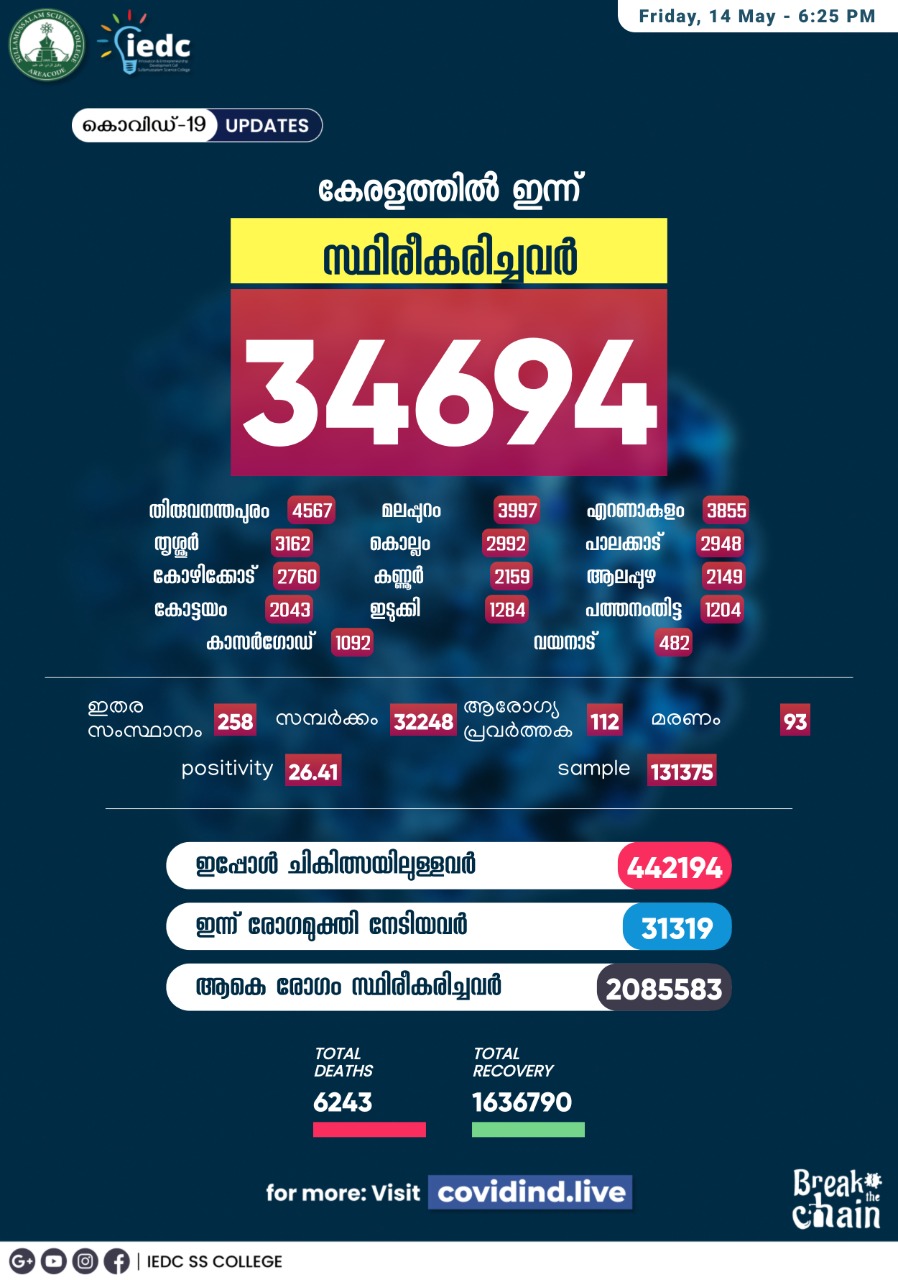 Friday, 14 May - 6:25 PM
SULLAMUSSALAM SCIENCE COLLEGE
AREACODE
iedc
കൊവിഡ്-19 UPDATES
കേരളത്തിൽ ഇന്ന്
സ്ഥിരീകരിച്ചവർ
34694
തിരുവനന്തപുരം 4567 മലപ്പുറം 3997 എറണാകുളം 3855
തൃശ്ശൂർ 3162 കൊല്ലം 2992 പാലക്കാട് 2948
കോഴിക്കോട് 2760 കണ്ണൂർ 2159 ആലപ്പുഴ 2149
കോട്ടയം 2043 ഇടുക്കി 1284 പത്തനംതിട്ട 1204
കാസർഗോഡ് 1092 വയനാട് 482
ഇതര
സംസ്ഥാനം 258 സമ്പർക്കം 32248
ആരോഗ്യ
പ്രവർത്തക 112 മരണം 93
positivity 26.41 sample 131375
ഇപ്പോൾ ചികിത്സയിലുള്ളവർ 442194
ഇന്ന് രോഗമുക്തി നേടിയവർ 31319
ആകെ രോഗം സ്ഥിരീകരിച്ചവർ 2085583
TOTAL
DEATHS
6243
TOTAL
RECOVERY
1636790
for more: Visit covidind.live
Break
the
chain
IEDC SS COLLEGE